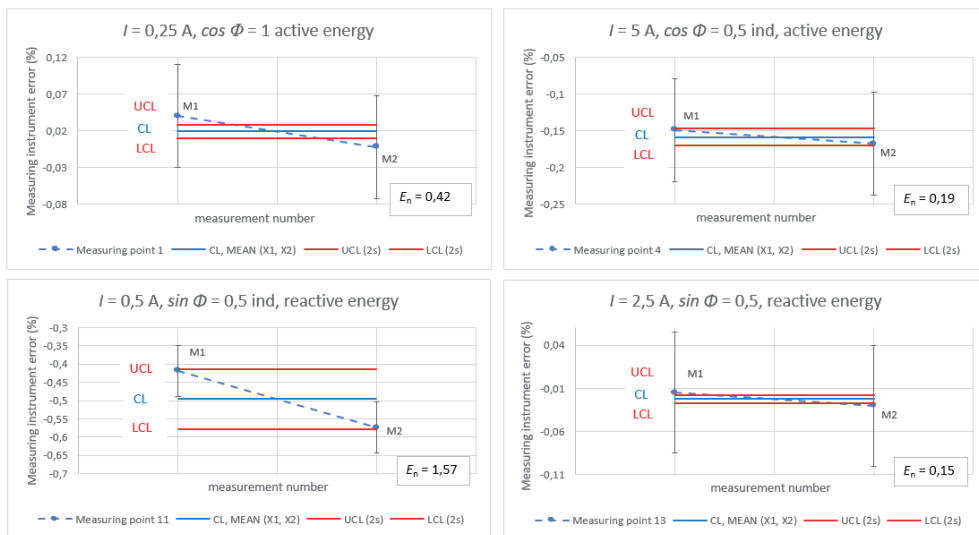 I = 0,25 A, cos Φ = 1 active energy
Measuring instrument error (%)
0,12
0,07
0,02
-0,03
-0,08
UCL
CL
LCL
M1
M2
measurement number
En = 0,42
Measuring point 1 CL, MEAN (X1, X2) UCL (2s) LCL (2s)
I = 5 A, cos Φ = 0,5 ind, active energy
Measuring instrument error (%)
-0,05
-0,1
-0,15
-0,2
-0,25
UCL
CL
LCL
M1
M2
measurement number
En = 0,19
Measuring point 4 CL, MEAN (X1, X2) UCL (2s) LCL (2s)
I = 0,5 A, sin Φ = 0,5 ind, reactive energy
Measuring instrument error (%)
-0,3
-0,35
-0,4
-0,45
-0,5
-0,55
-0,6
-0,65
-0,7
UCL
CL
LCL
M1
M2
measurement number
En = 1,57
Measuring point 11 CL, MEAN (X1, X2) UCL (2s) LCL (2s)
I = 2,5 A, sin Φ = 0,5, reactive energy
Measuring instrument error (%)
0,04
-0,01
-0,06
-0,11
UCL
CL
LCL
M1
M2
measurement number
En = 0,15
Measuring point 13 CL, MEAN (X1, X2) UCL (2s) LCL (2s)